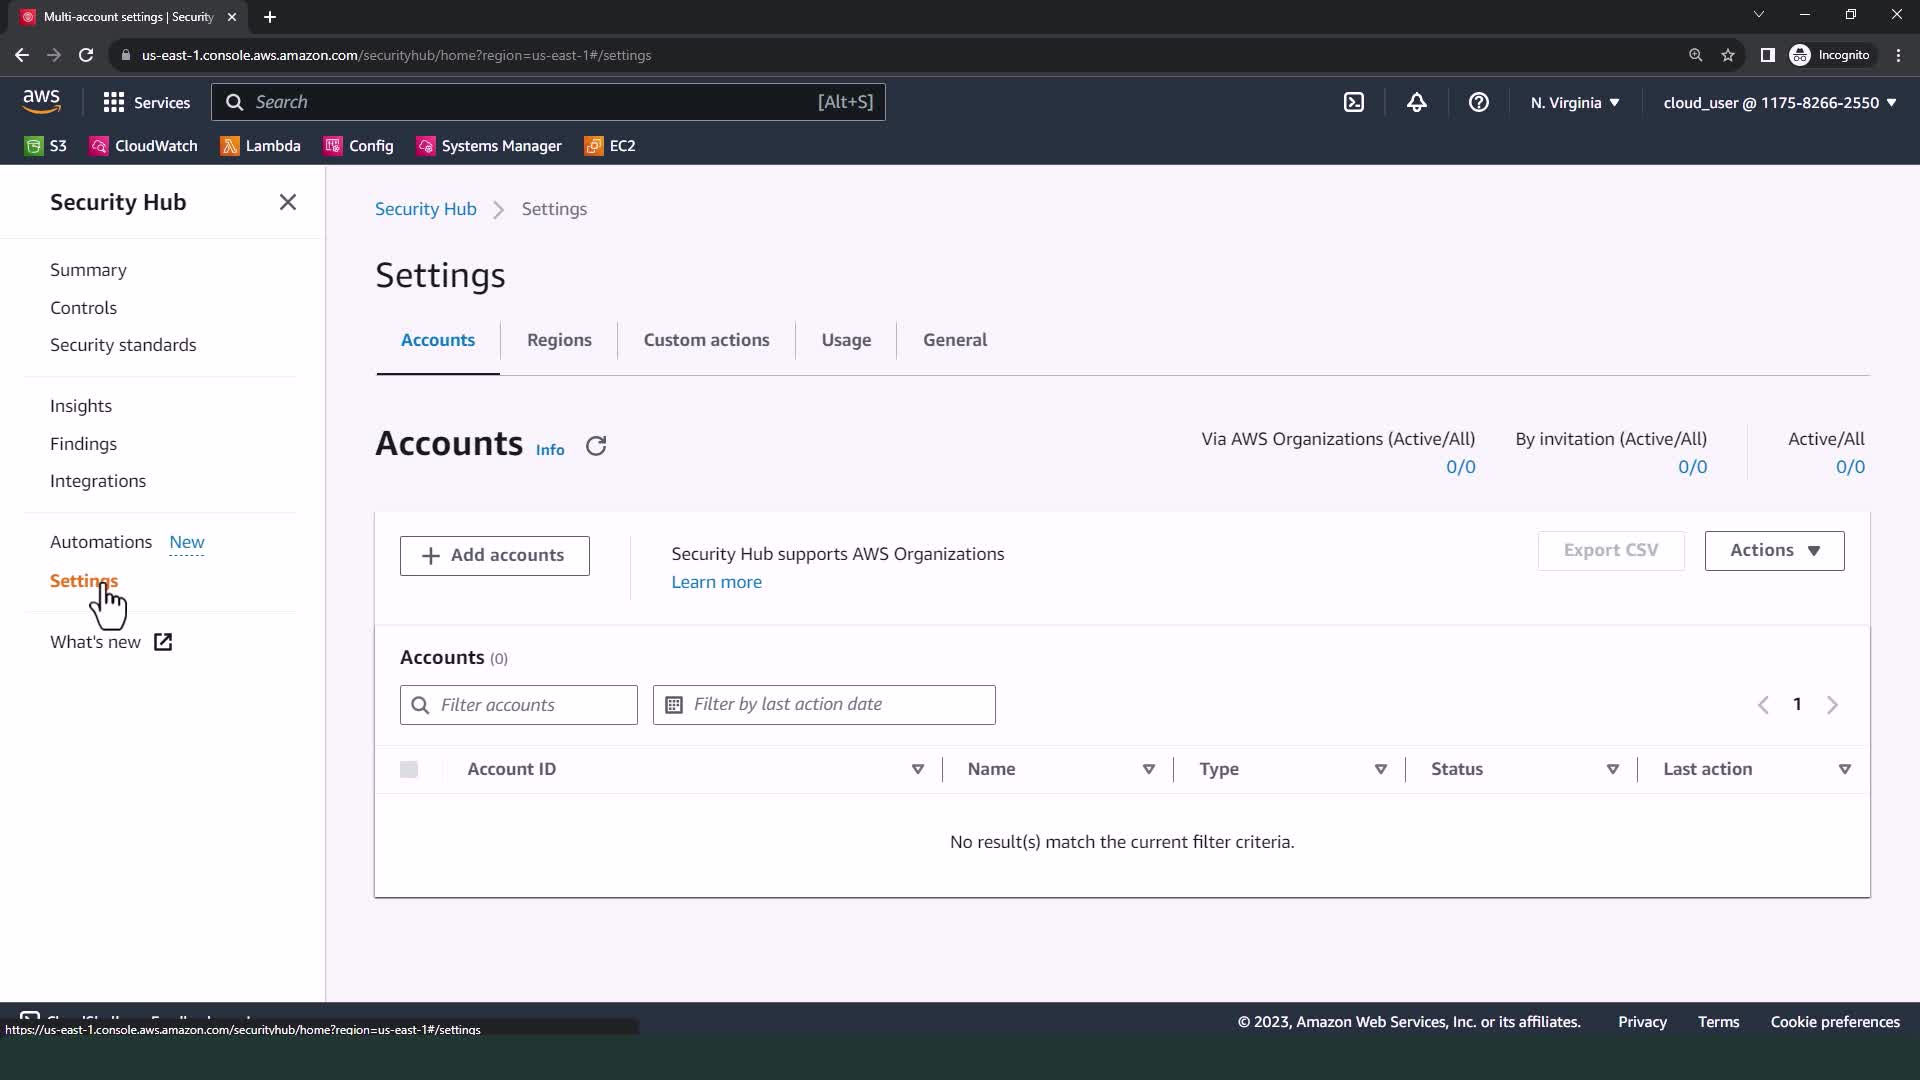 Multi-account settings | Security
us-east-1.console.aws.amazon.com/securityhub/home?region=us-east-1#/settings
Incognito
aws
Services
Search
[Alt+S]
N. Virginia
cloud_user @ 1175-8266-2550
S3
CloudWatch
Lambda
Config
Systems Manager
EC2
Security Hub
Summary
Controls
Security standards
Insights
Findings
Integrations
Automations New
Settings
What's new
Security Hub
Settings
Settings
Accounts
Regions
Custom actions
Usage
General
Accounts Info
Via AWS Organizations (Active/All)
0/0
By invitation (Active/All)
0/0
Active/All
0/0
Add accounts
Security Hub supports AWS Organizations
Learn more
Export CSV
Actions
Accounts (0)
Filter accounts
Filter by last action date
1
Account ID
Name
Type
Status
Last action
No result(s) match the current filter criteria.
https://us-east-1.console.aws.amazon.com/securityhub/home?region=us-east-1#/settings
© 2023, Amazon Web Services, Inc. or its affiliates.
Privacy
Terms
Cookie preferences